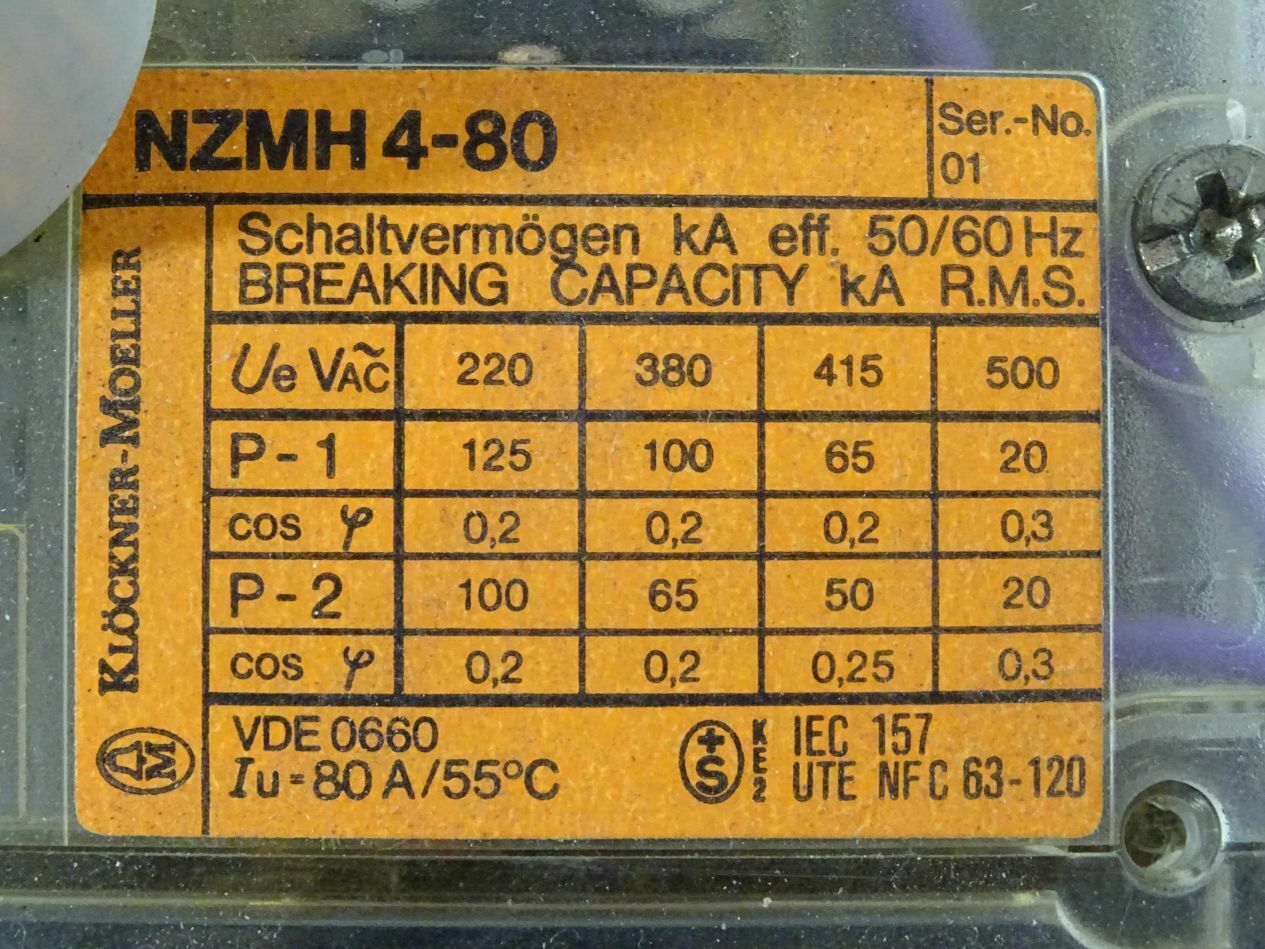 NZMH 4-80
Ser.-No.
01
Schaltvermögen kA eff. 50/60 Hz
BREAKING CAPACITY kA R.M.S.
Ue VAC~ 220 380 415 500
P-1 125 100 65 20
cos φ 0,2 0,2 0,2 0,3
P-2 100 65 50 20
cos φ 0,2 0,2 0,25 0,3
KLÖCKNER-MOELLER
M
VDE 0660
Iu=80 A/55°C
+S
KE2
IEC 157
UTE NFC 63-120